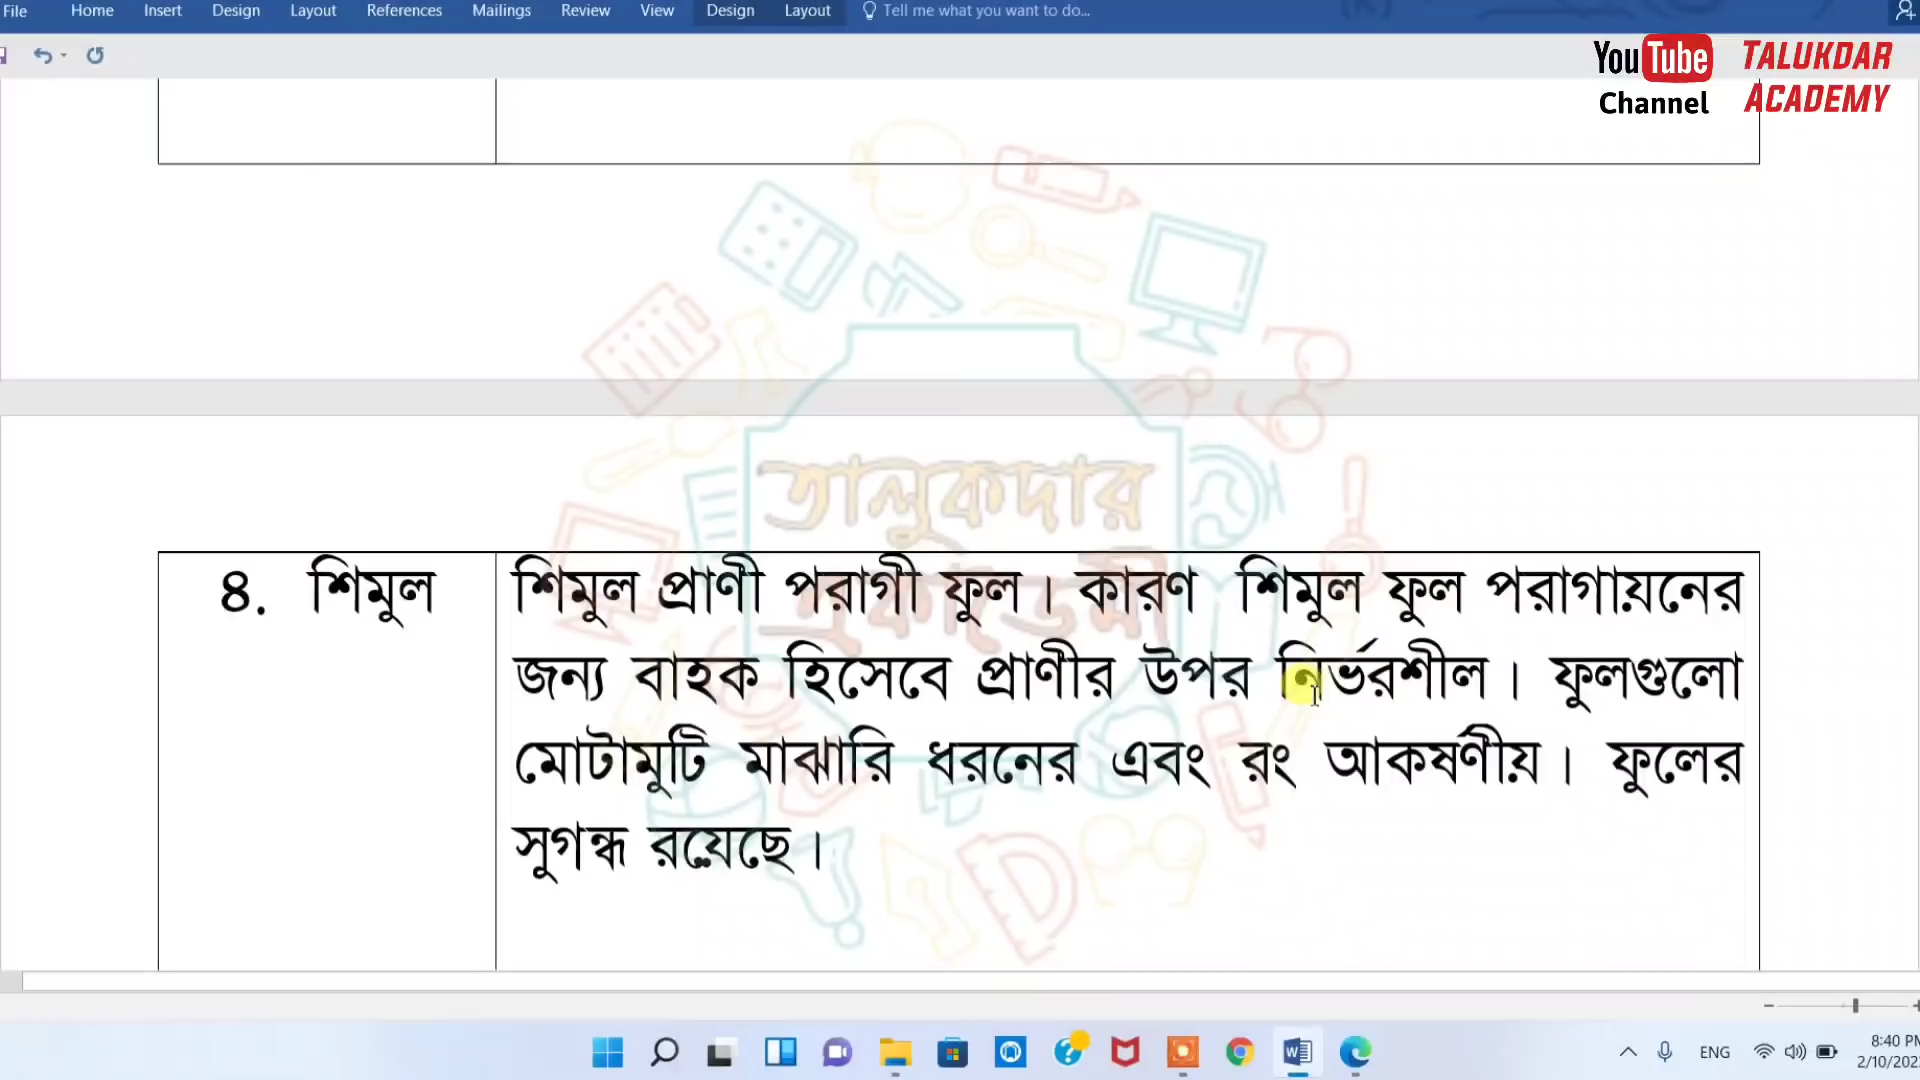 File Home Insert Design Layout References Mailings Review View Design Layout Tell me what you want to do...
YouTube TALUKDAR
Channel ACADEMY
তালুকদার
একাডেমী
৪. শিমুল
শিমুল প্রাণী পরাগী ফুল। কারণ শিমুল ফুল পরাগায়নের
জন্য বাহক হিসেবে প্রাণীর উপর নির্ভরশীল। ফুলগুলো
মোটামুটি মাঝারি ধরনের এবং রং আকর্ষণীয়। ফুলের
সুগন্ধ রয়েছে।
ENG
8:40 PM